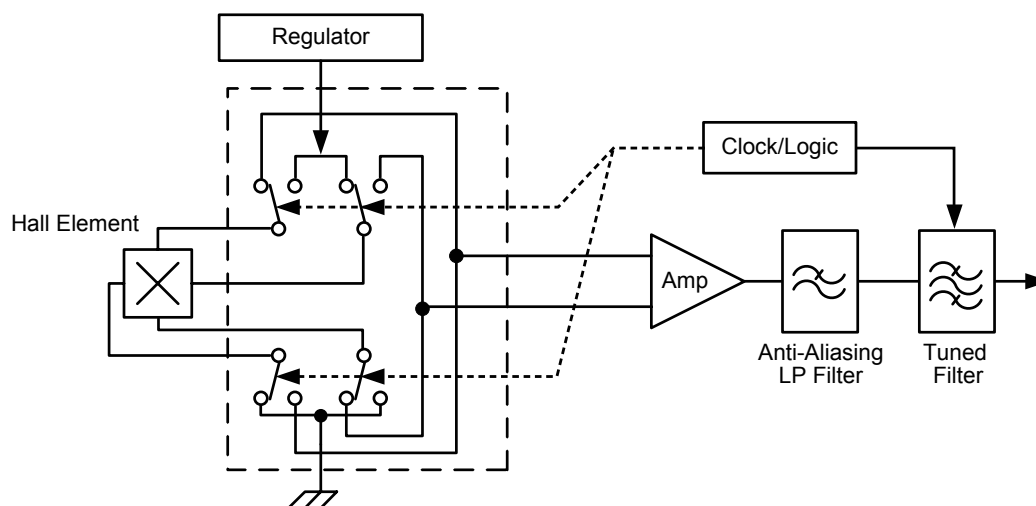 Regulator
Clock/Logic
Hall Element
Amp
Anti-Aliasing
LP Filter
Tuned
Filter